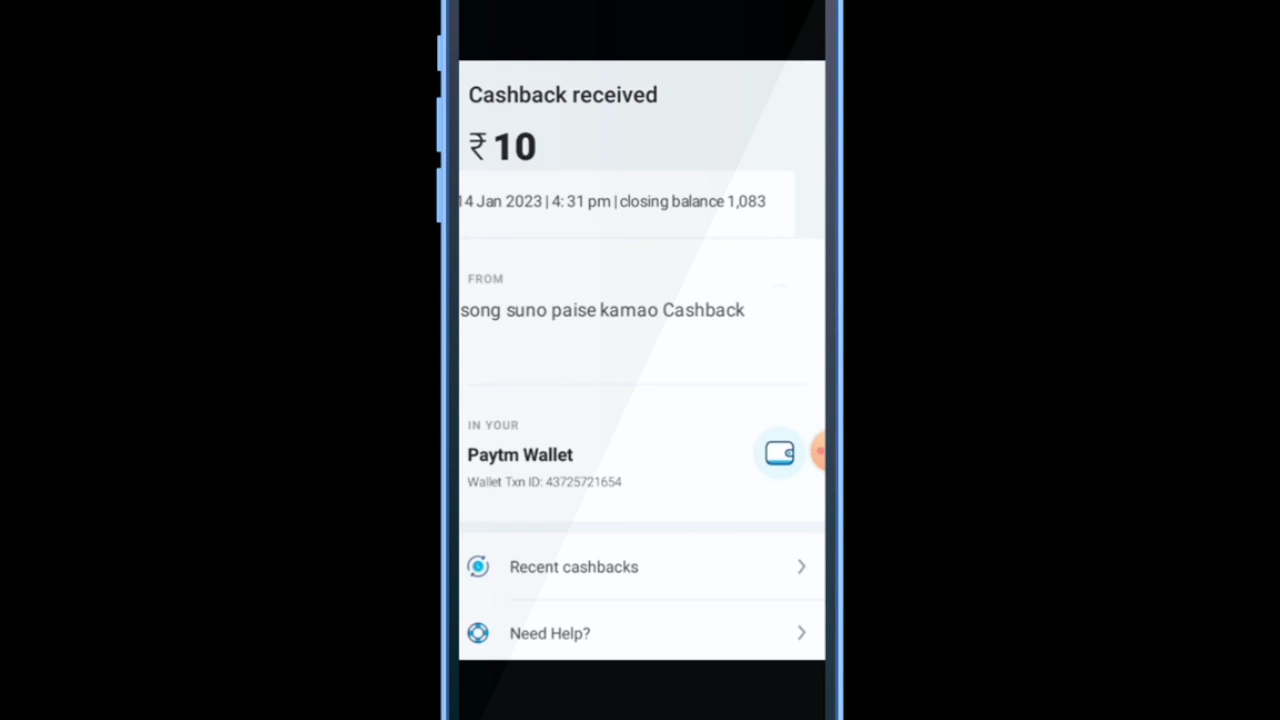 Cashback received
₹10
14 Jan 2023 | 4: 31 pm | closing balance 1,083
FROM
song suno paise kamao Cashback
IN YOUR
Paytm Wallet
Wallet Txn ID: 43725721654
Recent cashbacks
Need Help?